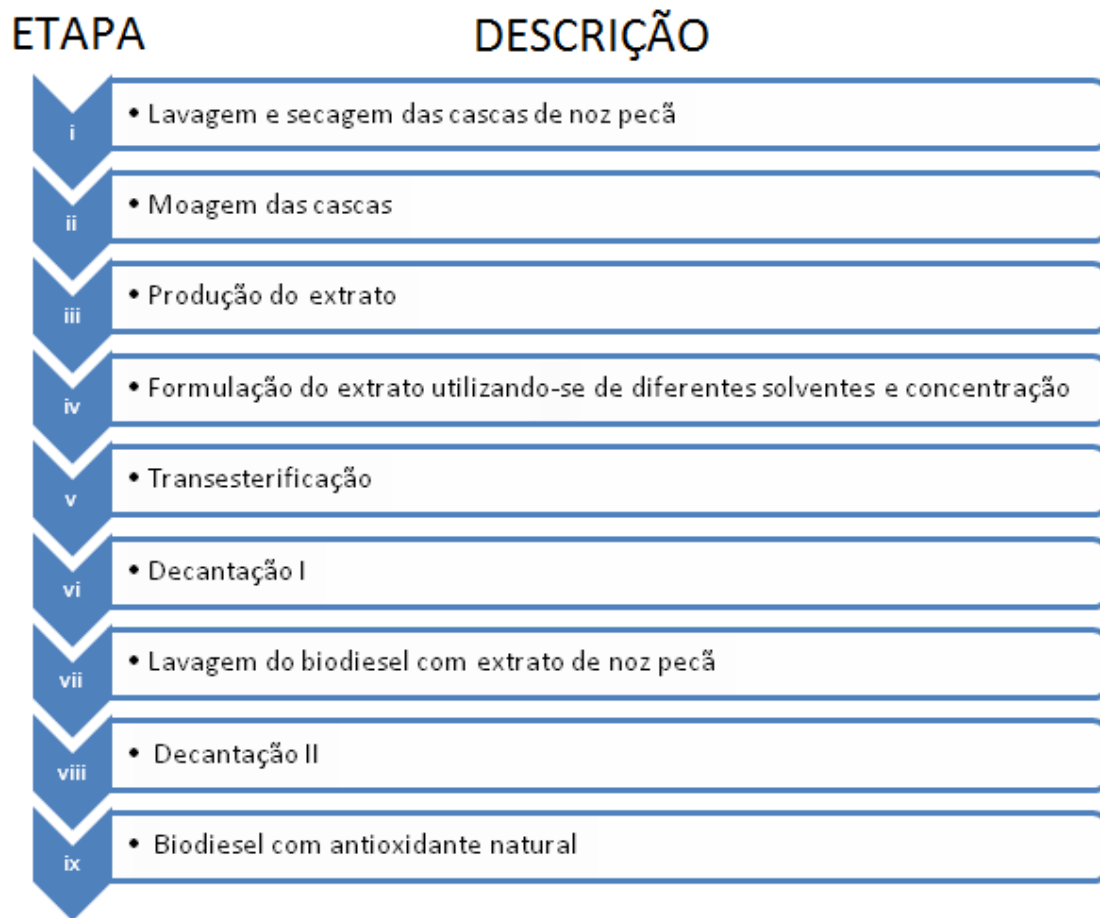 ETAPA DESCRIÇÃO
i • Lavagem e secagem das cascas de noz pecã
ii • Moagem das cascas
iii • Produção do extrato
iv • Formulação do extrato utilizando-se de diferentes solventes e concentração
v • Transesterificação
vi • Decantação I
vii • Lavagem do biodiesel com extrato de noz pecã
viii • Decantação II
ix • Biodiesel com antioxidante natural